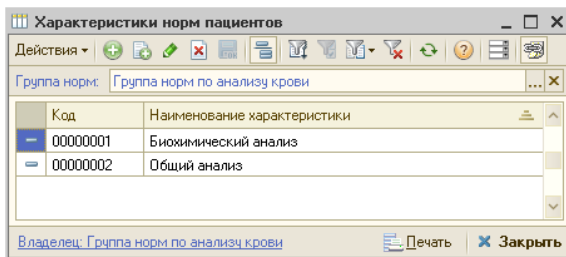 Характеристики норм пациентов
Действия
Группа норм: Группа норм по анализу крови ...
Код Наименование характеристики
00000001 Биохимический анализ
00000002 Общий анализ
Владелец: Группа норм по анализу крови Печать Закрыть